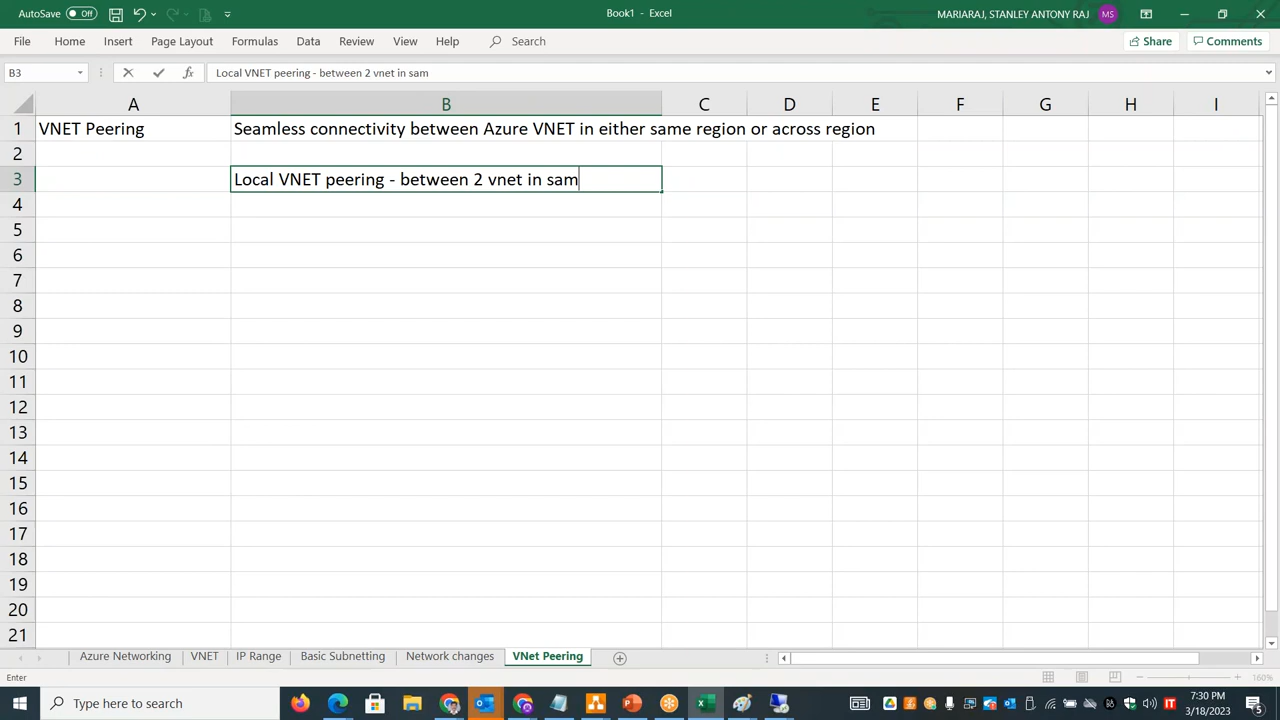 AutoSave Off
Book1 - Excel
MARIARAJ, STANLEY ANTONY RAJ MS
File Home Insert Page Layout Formulas Data Review View Help Search Share Comments
B3 fx Local VNET peering - between 2 vnet in sam
A B C D E F G H I
1 VNET Peering Seamless connectivity between Azure VNET in either same region or across region
2
3 Local VNET peering - between 2 vnet in sam
4
5
6
7
8
9
10
11
12
13
14
15
16
17
18
19
20
21
Azure Networking VNET IP Range Basic Subnetting Network changes VNet Peering
Enter 160%
Type here to search
IT
7:30 PM
3/18/2023
5